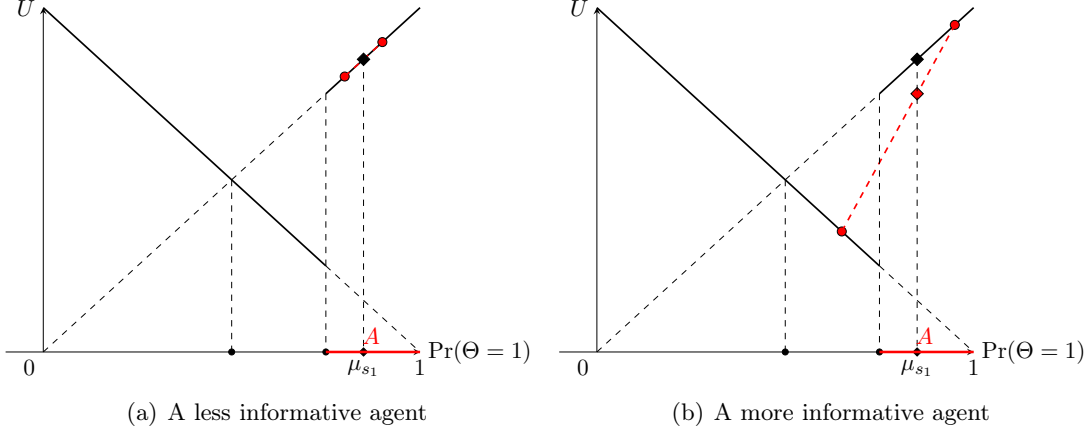 U
A
Pr(Θ = 1)
0
μ_{s_1}
1
(a) A less informative agent
U
A
Pr(Θ = 1)
0
μ_{s_1}
1
(b) A more informative agent